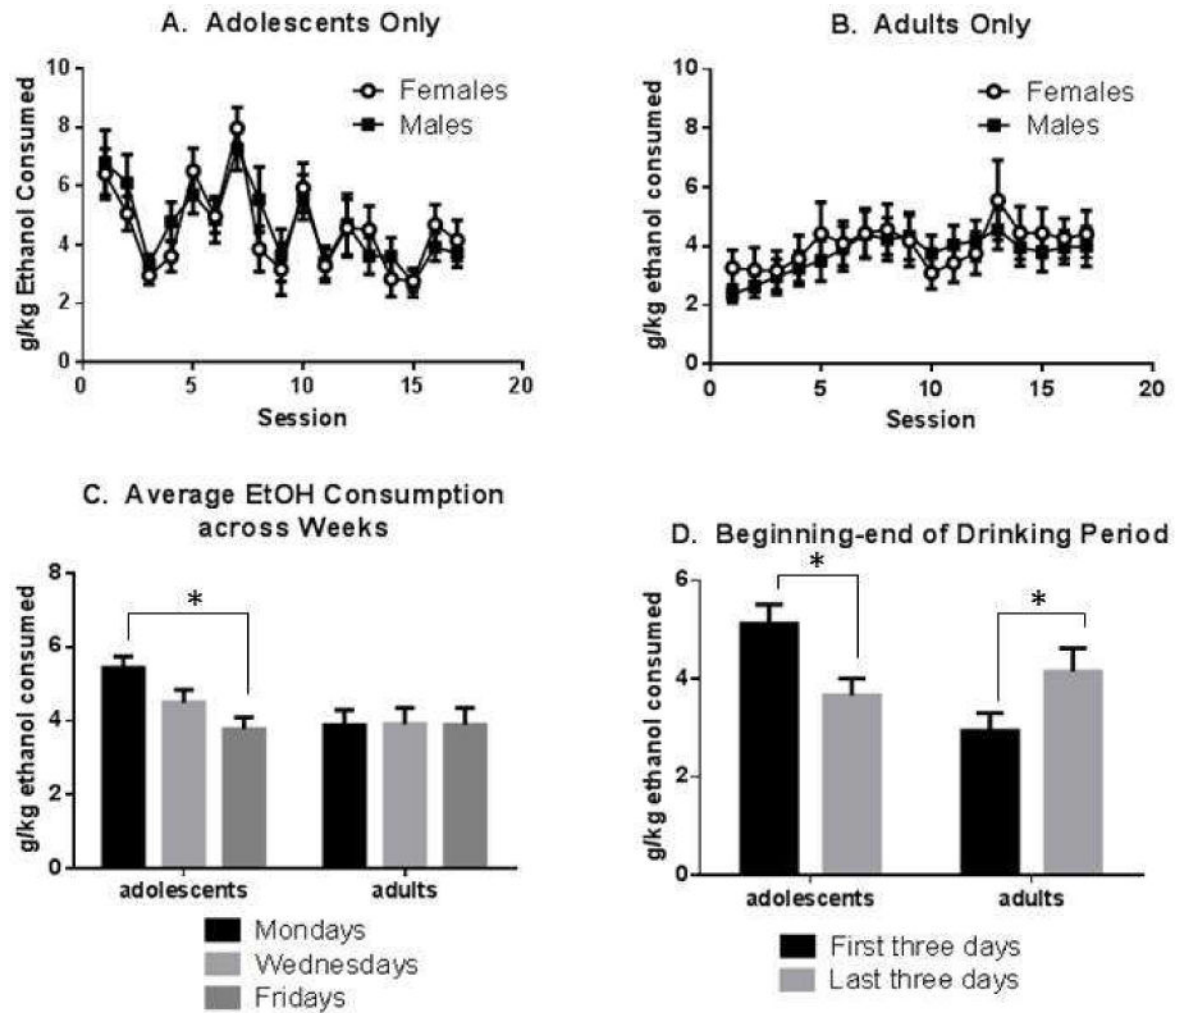 A. Adolescents Only
g/kg Ethanol Consumed
10
8
6
4
2
0
Females
Males
0 5 10 15 20
Session
B. Adults Only
g/kg ethanol consumed
10
8
6
4
2
0
Females
Males
0 5 10 15 20
Session
C. Average EtOH Consumption
across Weeks
g/kg ethanol consumed
8
6
4
2
0
*
adolescents adults
Mondays
Wednesdays
Fridays
D. Beginning-end of Drinking Period
g/kg ethanol consumed
6
4
2
0
* *
adolescents adults
First three days
Last three days